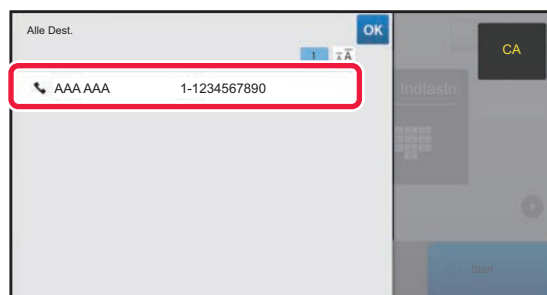 Alle Dest.
OK
CA
1
AAA AAA 1-1234567890
Indtastn.
Start